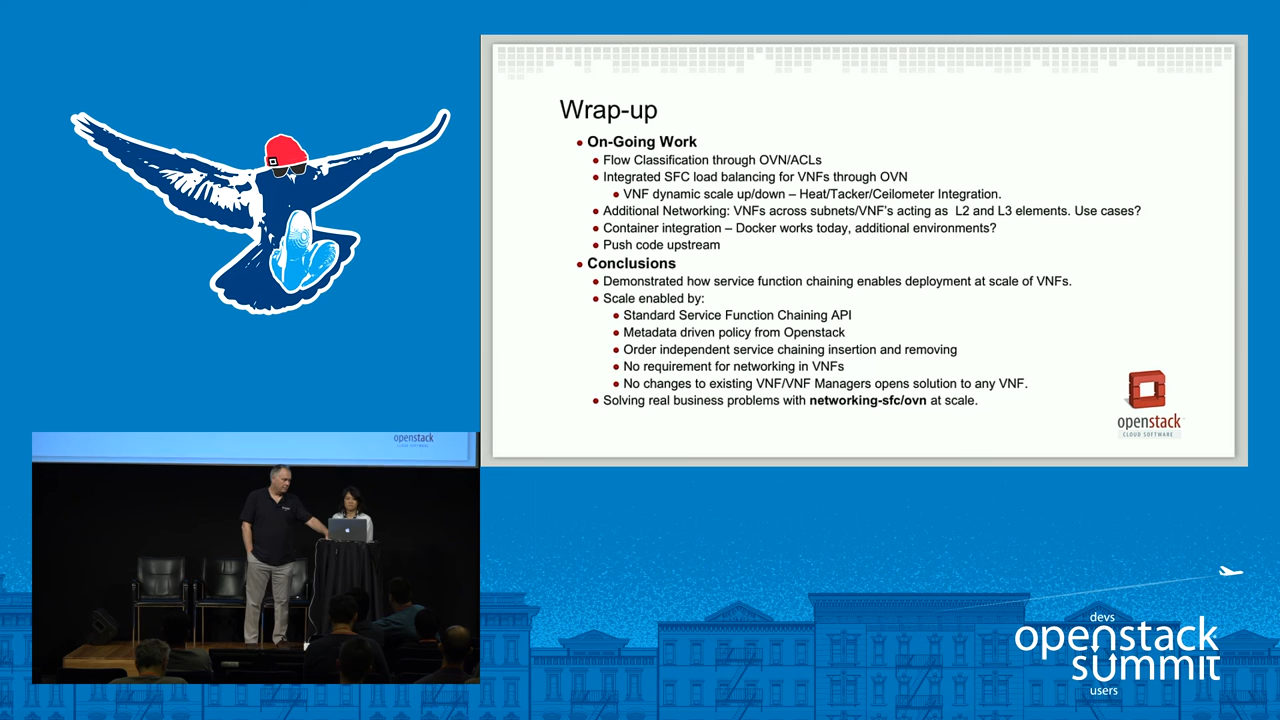 Wrap-up
• On-Going Work
• Flow Classification through OVN/ACLs
• Integrated SFC load balancing for VNFs through OVN
• VNF dynamic scale up/down – Heat/Tacker/Ceilometer Integration.
• Additional Networking: VNFs across subnets/VNF's acting as L2 and L3 elements. Use cases?
• Container integration – Docker works today, additional environments?
• Push code upstream
• Conclusions
• Demonstrated how service function chaining enables deployment at scale of VNFs.
• Scale enabled by:
• Standard Service Function Chaining API
• Metadata driven policy from Openstack
• Order independent service chaining insertion and removing
• No requirement for networking in VNFs
• No changes to existing VNF/VNF Managers opens solution to any VNF.
• Solving real business problems with networking-sfc/ovn at scale.
openstack
CLOUD SOFTWARE
openstack
CLOUD SOFTWARE
devs
openstack
summit
users